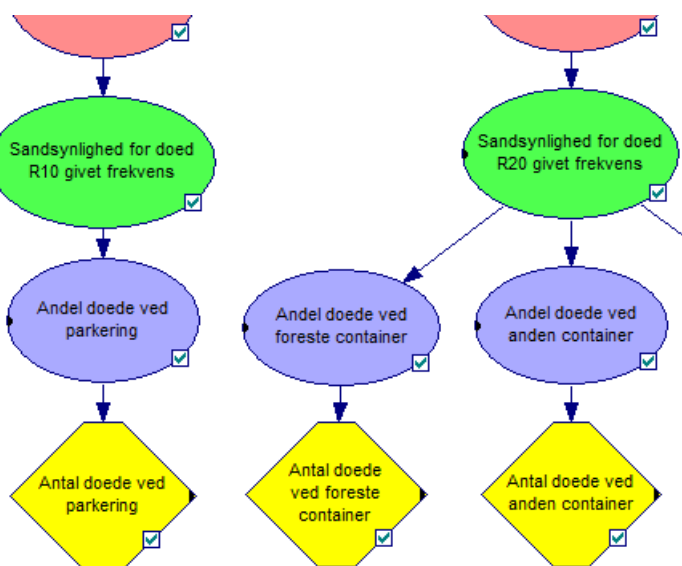 Sandsynlighed for doed
R10 givet frekvens
Sandsynlighed for doed
R20 givet frekvens
Andel doede ved
parkering
Andel doede ved
foreste container
Andel doede ved
anden container
Antal doede ved
parkering
Antal doede
ved foreste
container
Antal doede ved
anden container